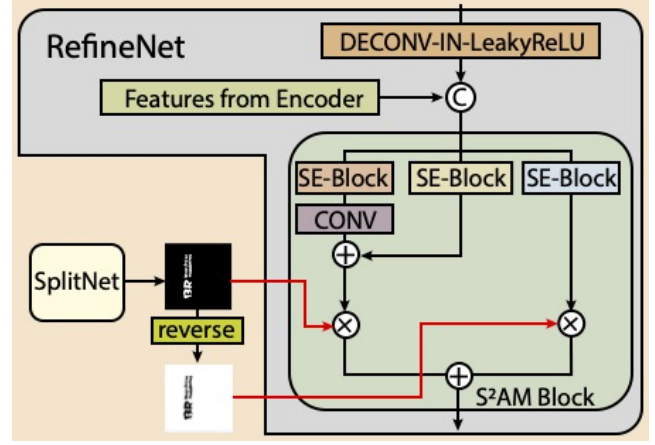 RefineNet
DECONV-IN-LeakyReLU
Features from Encoder
C
SE-Block
SE-Block
SE-Block
CONV
SplitNet
reverse
S²AM Block